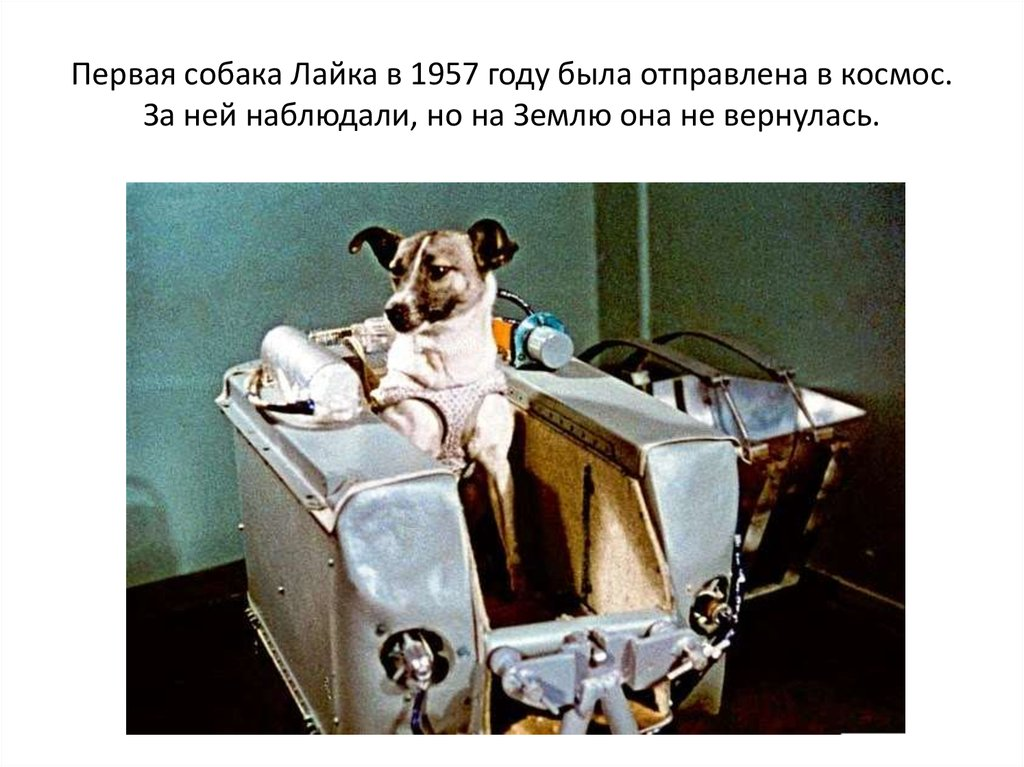 Первая собака Лайка в 1957 году была отправлена в космос.
За ней наблюдали, но на Землю она не вернулась.